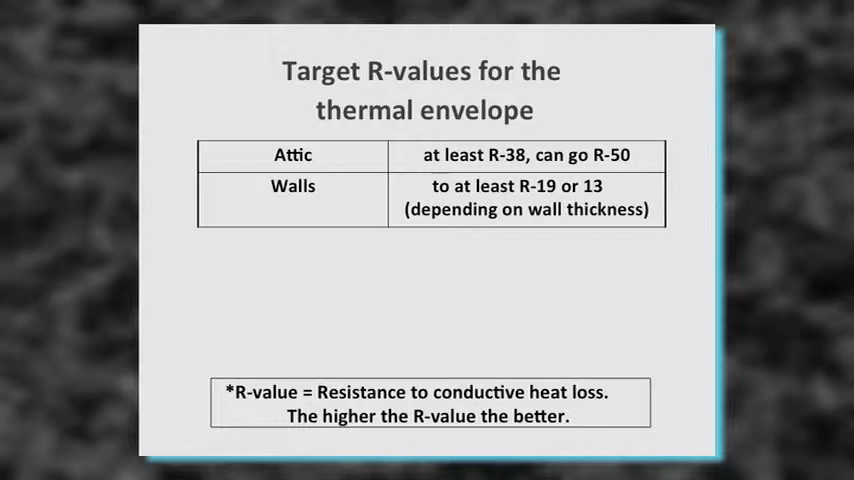 Target R-values for the
thermal envelope
Attic at least R-38, can go R-50
Walls to at least R-19 or 13
(depending on wall thickness)
*R-value = Resistance to conductive heat loss.
The higher the R-value the better.